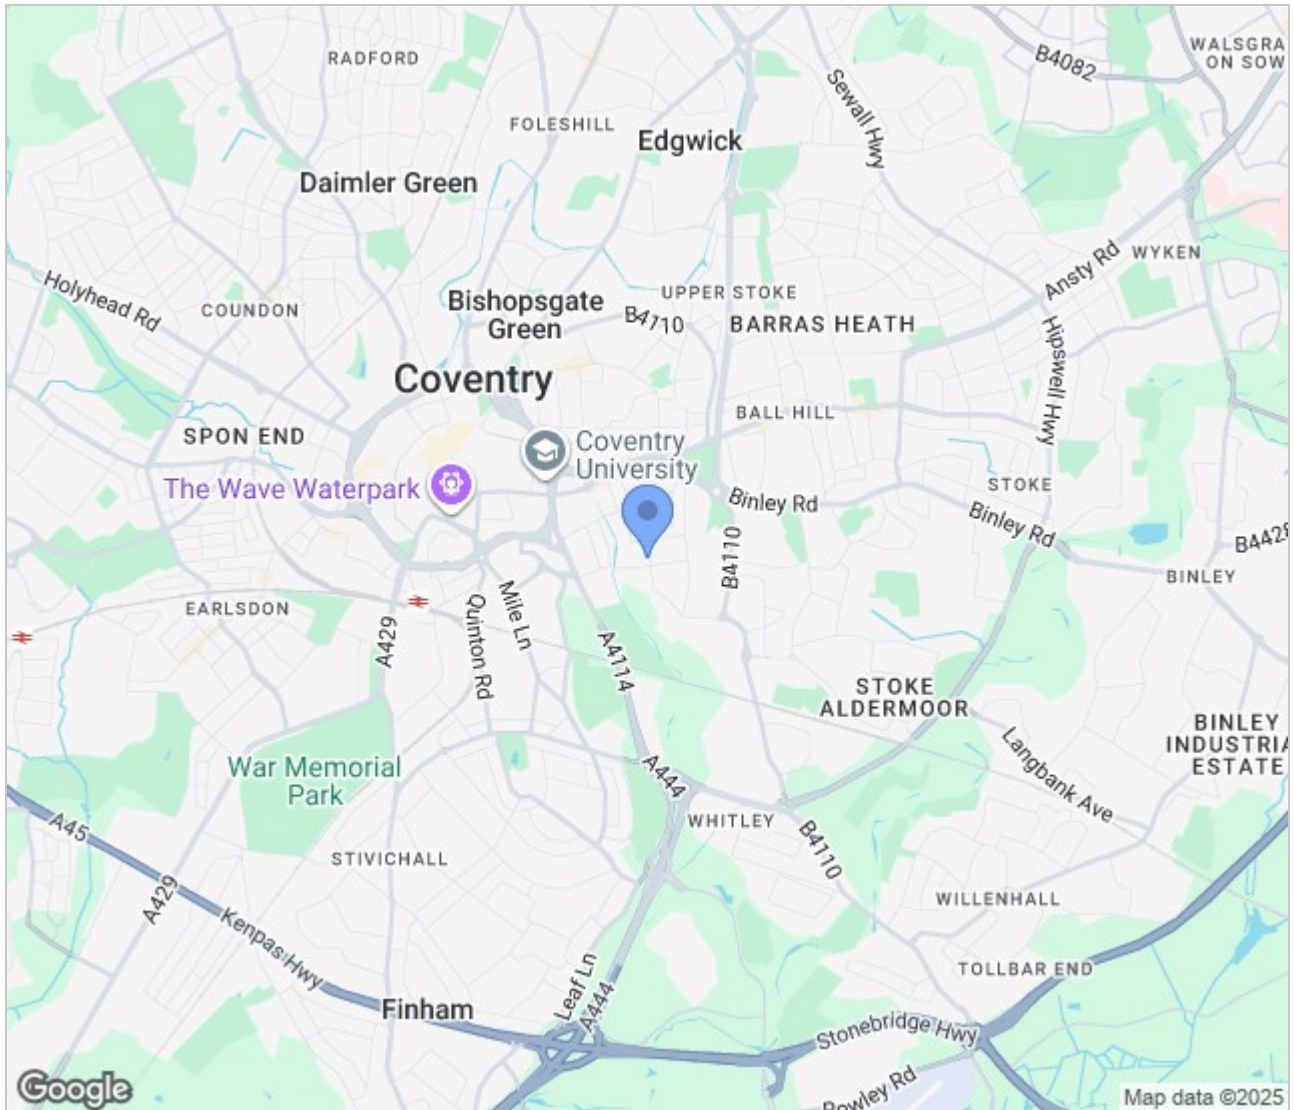 RADFORD
B4082
WALSGRA
ON SOW
Sewall Hwy
FOLESHILL
Edgwick
Daimler Green
WYKEN
Ansty Rd
Holyhead Rd
COUNDON
Bishopsgate
Green
B4110
UPPER STOKE
BARRAS HEATH
Hipswell Hwy
Coventry
BALL HILL
SPON END
Coventry
University
The Wave Waterpark
STOKE
Binley Rd
Binley Rd
B4428
B4110
BINLEY
EARLSDON
Mile Ln
Quinton Rd
A429
A4114
STOKE
ALDERMOOR
BINLEY
INDUSTRIA
ESTATE
Langbank Ave
War Memorial
Park
A444
WHITLEY
A45
STIVICHALL
B4110
A429
WILLENHALL
Kenpas Hwy
TOLLBAR END
Leaf Ln
A444
Finham
Stonebridge Hwy
Rowley Rd
Google
Map data ©2025